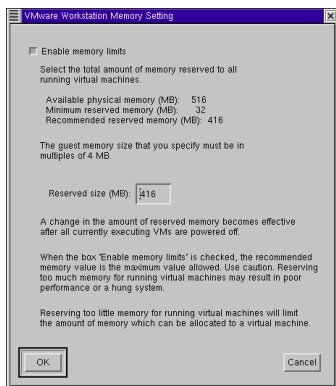 VMware Workstation Memory Setting
Enable memory limits
Select the total amount of memory reserved to all
running virtual machines.
Available physical memory (MB): 516
Minimum reserved memory (MB): 32
Recommended reserved memory (MB): 416
The guest memory size that you specify must be in
multiples of 4 MB.
Reserved size (MB): 416
A change in the amount of reserved memory becomes effective
after all currently executing VMs are powered off.
When the box 'Enable memory limits' is checked, the recommended
memory value is the maximum value allowed. Use caution. Reserving
too much memory for running virtual machines may result in poor
performance or a hung system.
Reserving too little memory for running virtual machines will limit
the amount of memory which can be allocated to a virtual machine.
OK
Cancel